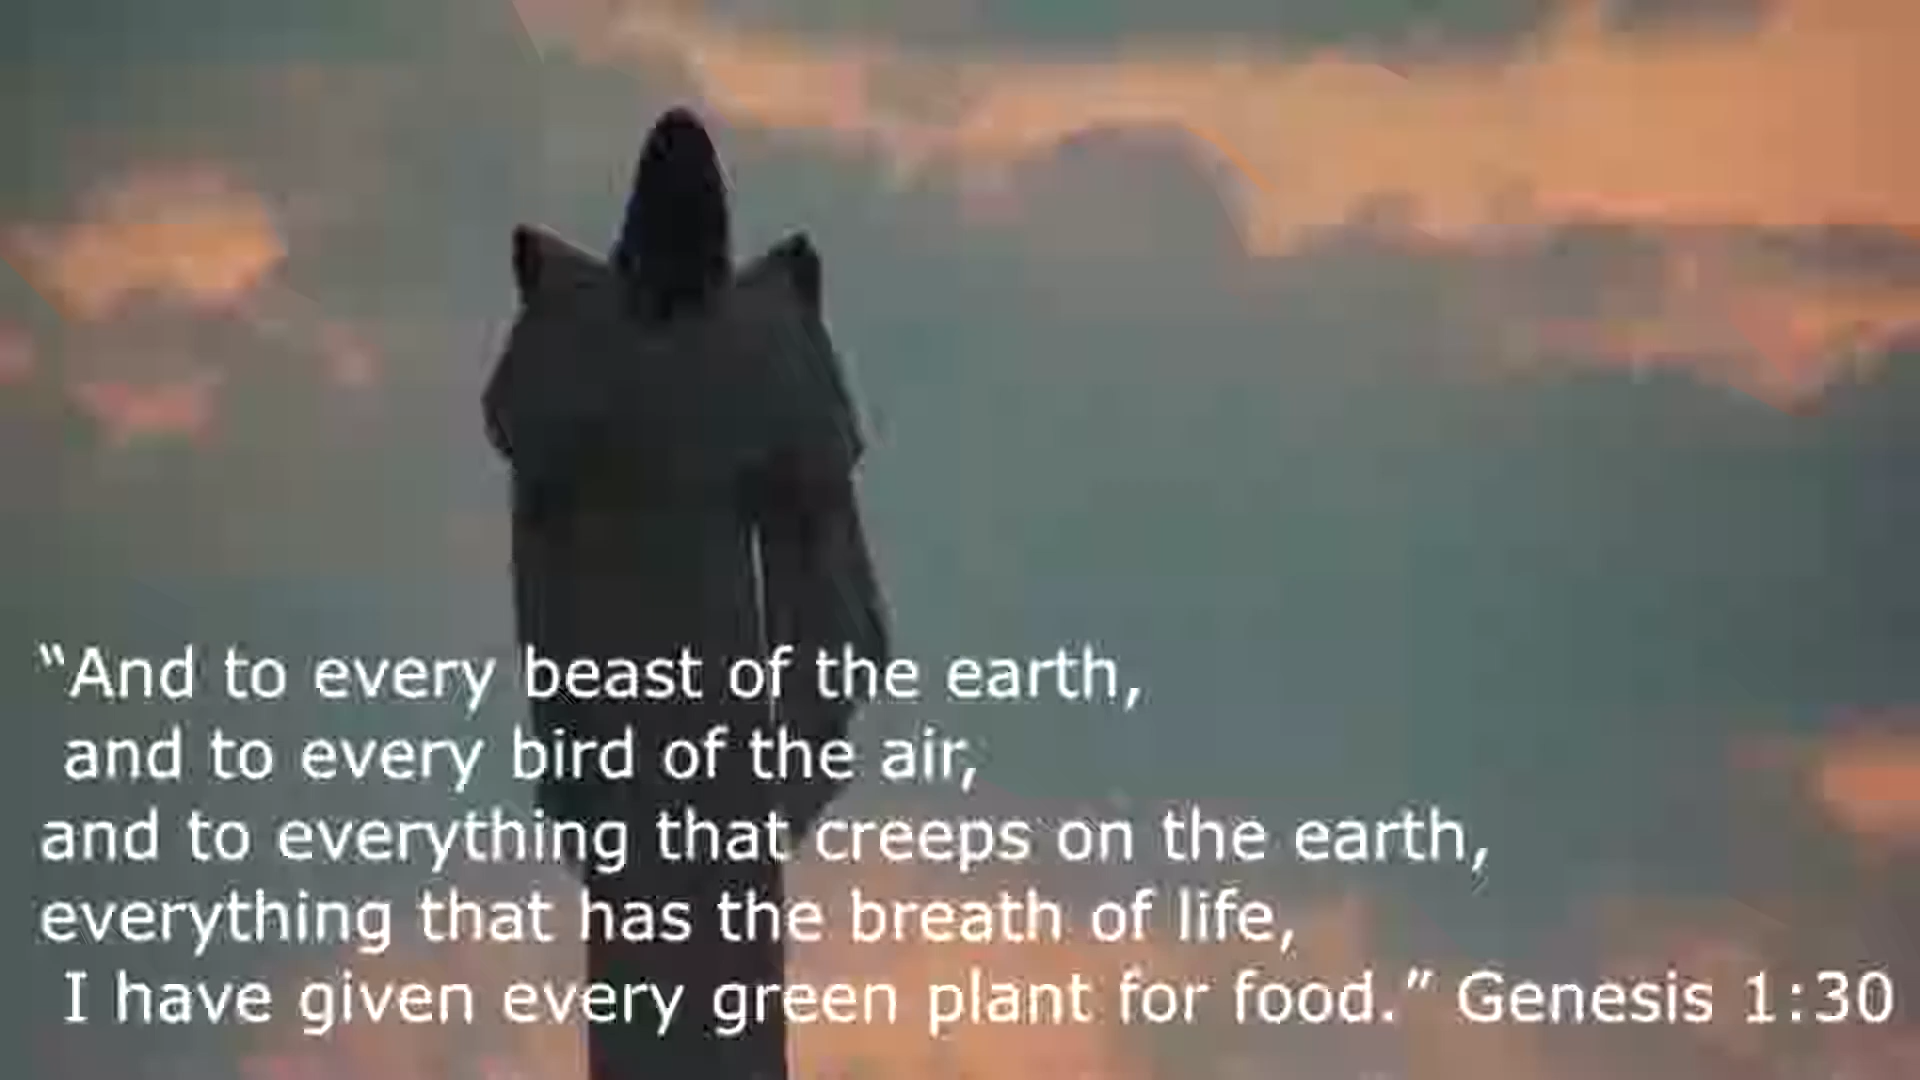 “And to every beast of the earth,
and to every bird of the air,
and to everything that creeps on the earth,
everything that has the breath of life,
I have given every green plant for food.” Genesis 1:30